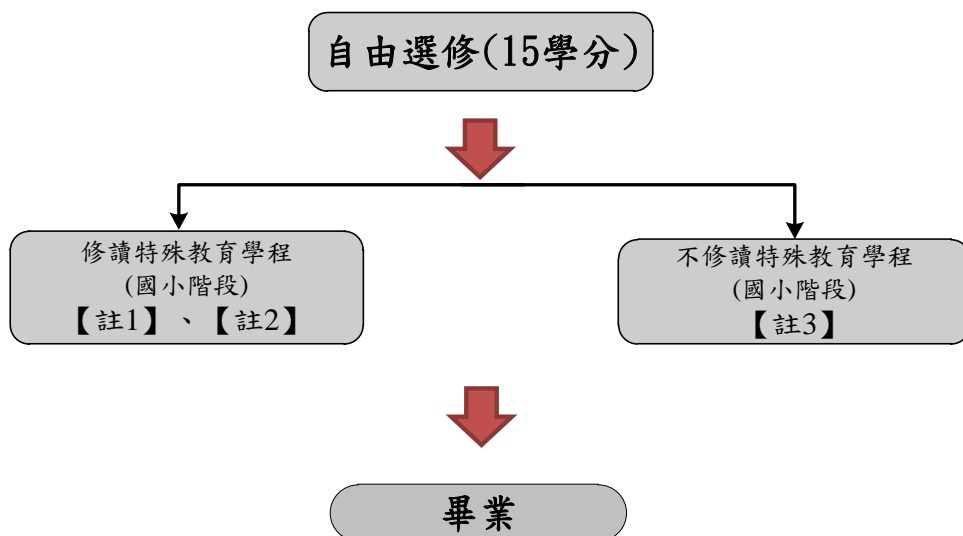 自由選修(15學分)
修讀特殊教育學程
(國小階段)
【註1】、【註2】
不修讀特殊教育學程
(國小階段)
【註3】
畢業